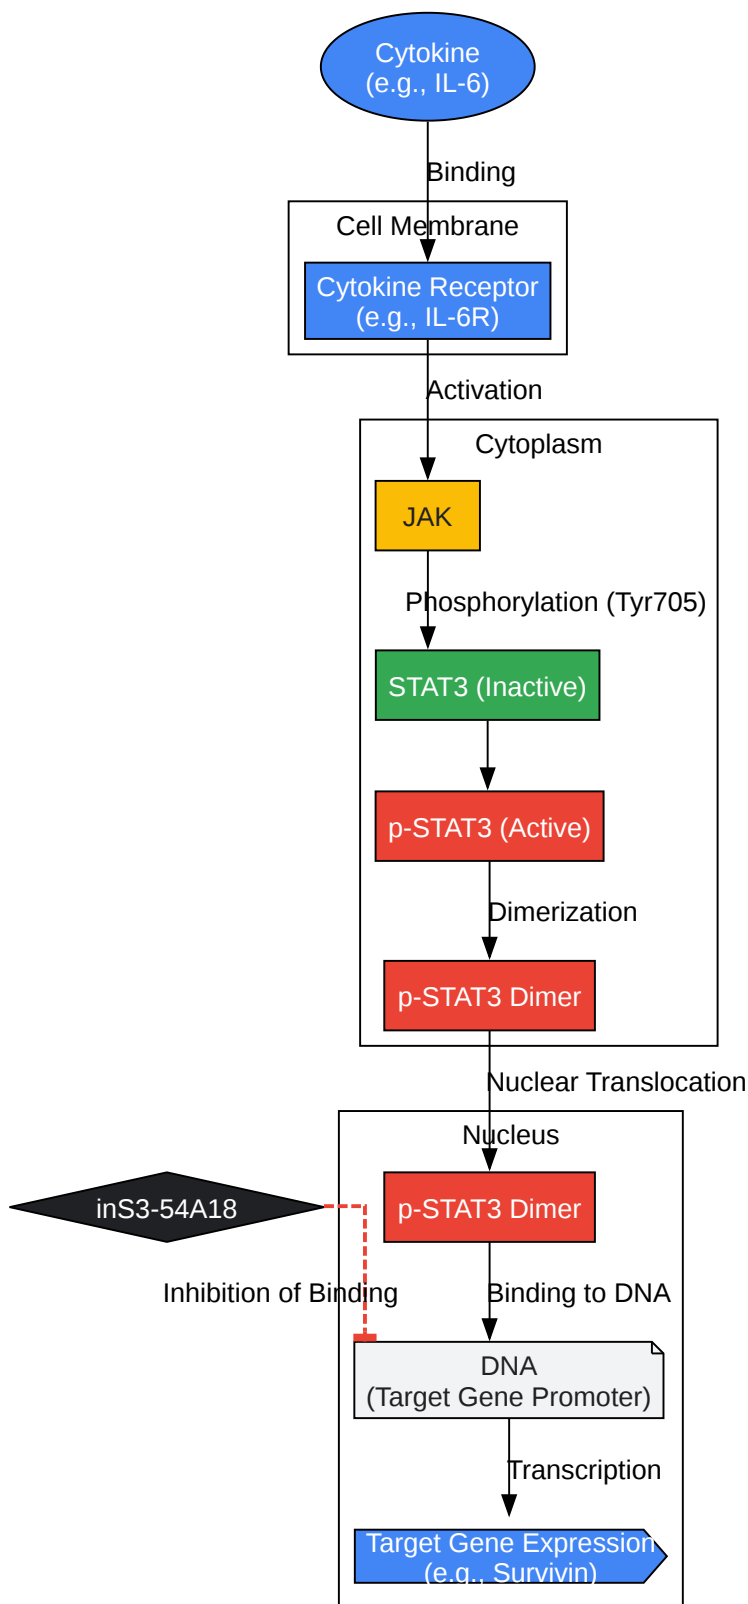 Cytokine
(e.g., IL-6)
Binding
Cell Membrane
Cytokine Receptor
(e.g., IL-6R)
Activation
Cytoplasm
JAK
Phosphorylation (Tyr705)
STAT3 (Inactive)
p-STAT3 (Active)
Dimerization
p-STAT3 Dimer
Nuclear Translocation
Nucleus
inS3-54A18
p-STAT3 Dimer
Inhibition of Binding
Binding to DNA
DNA
(Target Gene Promoter)
Transcription
Target Gene Expression
(e.g., Survivin)